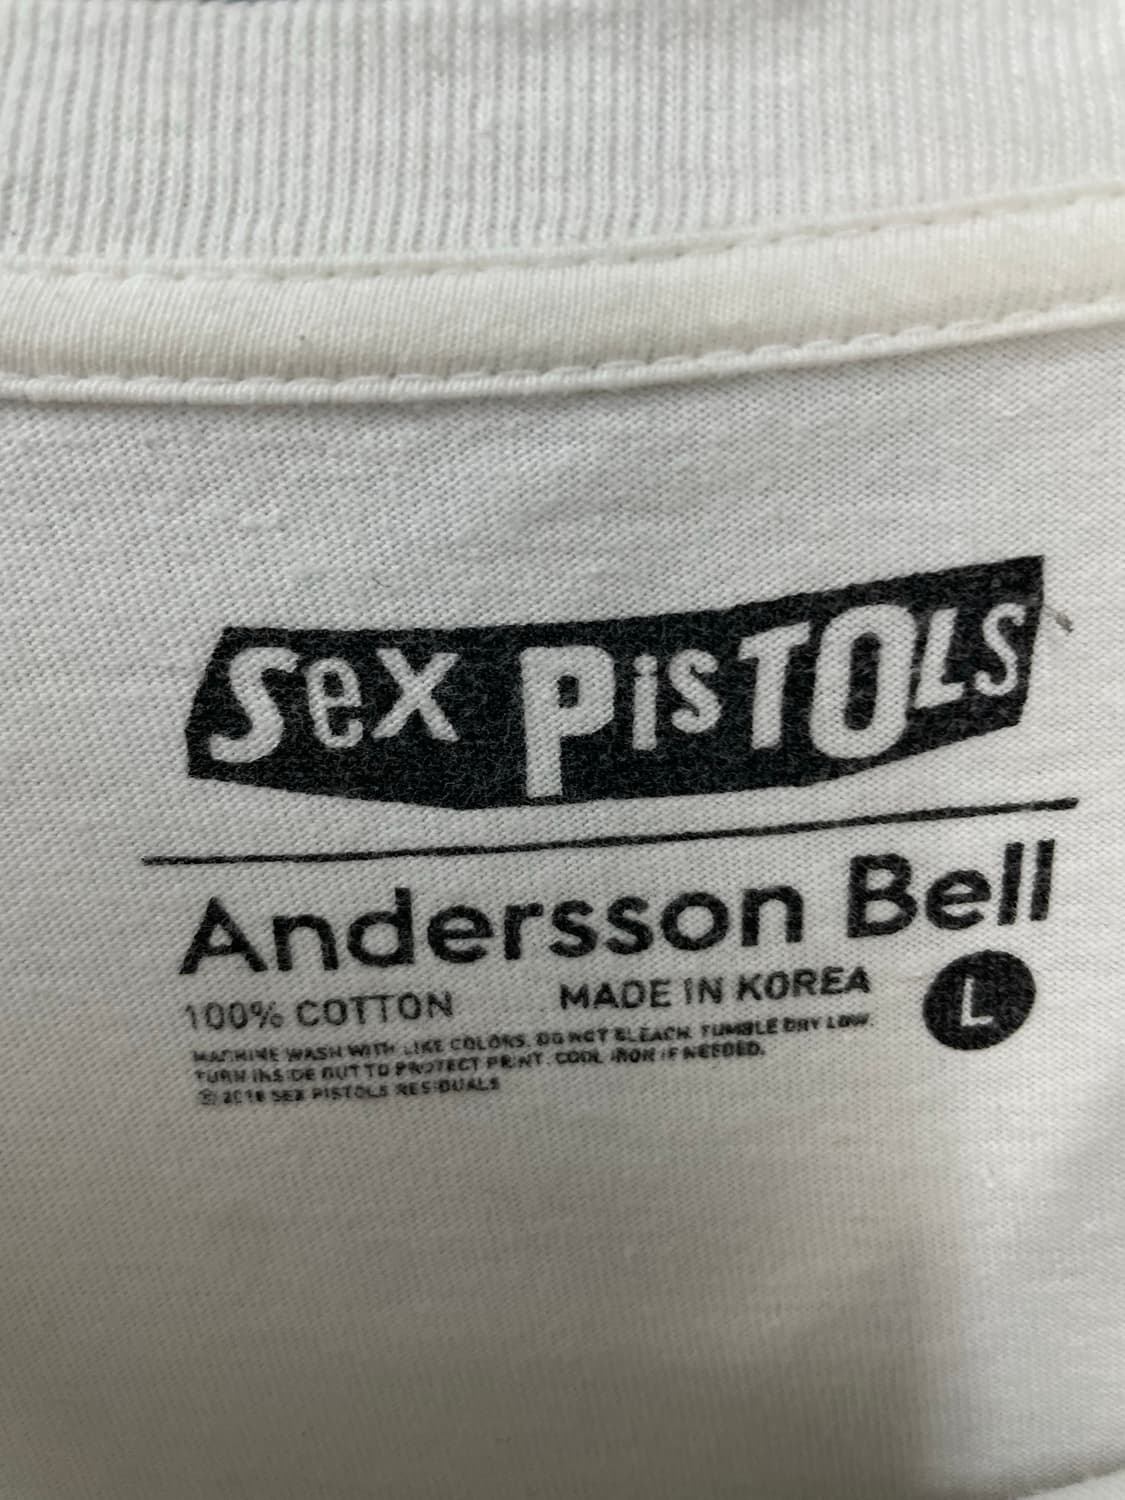 Sex PisTOLS
Andersson Bell
100% COTTON MADE IN KOREA L
MACHINE WASH WITH LIKE COLORS. DO NOT BLEACH. TUMBLE DRY LOW.
TURN INSIDE OUT TO PROTECT PRINT. COOL IRON IF NEEDED.
SEX PISTOLS RESIDUALS